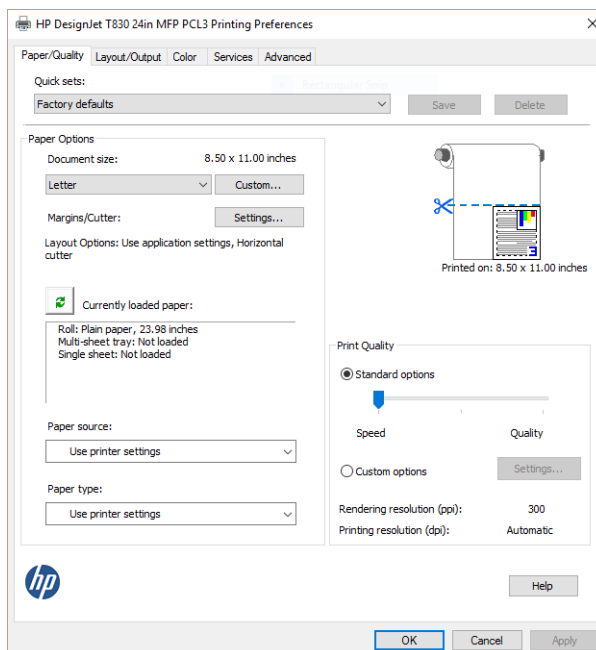 HP DesignJet T830 24in MFP PCL3 Printing Preferences
Paper/Quality Layout/Output Color Services Advanced
Quick sets:
Factory defaults Save Delete
Paper Options
Document size: 8.50 x 11.00 inches
Letter Custom...
Margins/Cutter: Settings...
Layout Options: Use application settings, Horizontal
cutter
3
Printed on: 8.50 x 11.00 inches
Currently loaded paper:
Roll: Plain paper, 23.98 inches
Multi-sheet tray: Not loaded
Single sheet: Not loaded
Paper source:
Use printer settings
Paper type:
Use printer settings
Print Quality
Standard options
Speed Quality
Custom options Settings...
Rendering resolution (ppi): 300
Printing resolution (dpi): Automatic
hp
Help
OK Cancel Apply